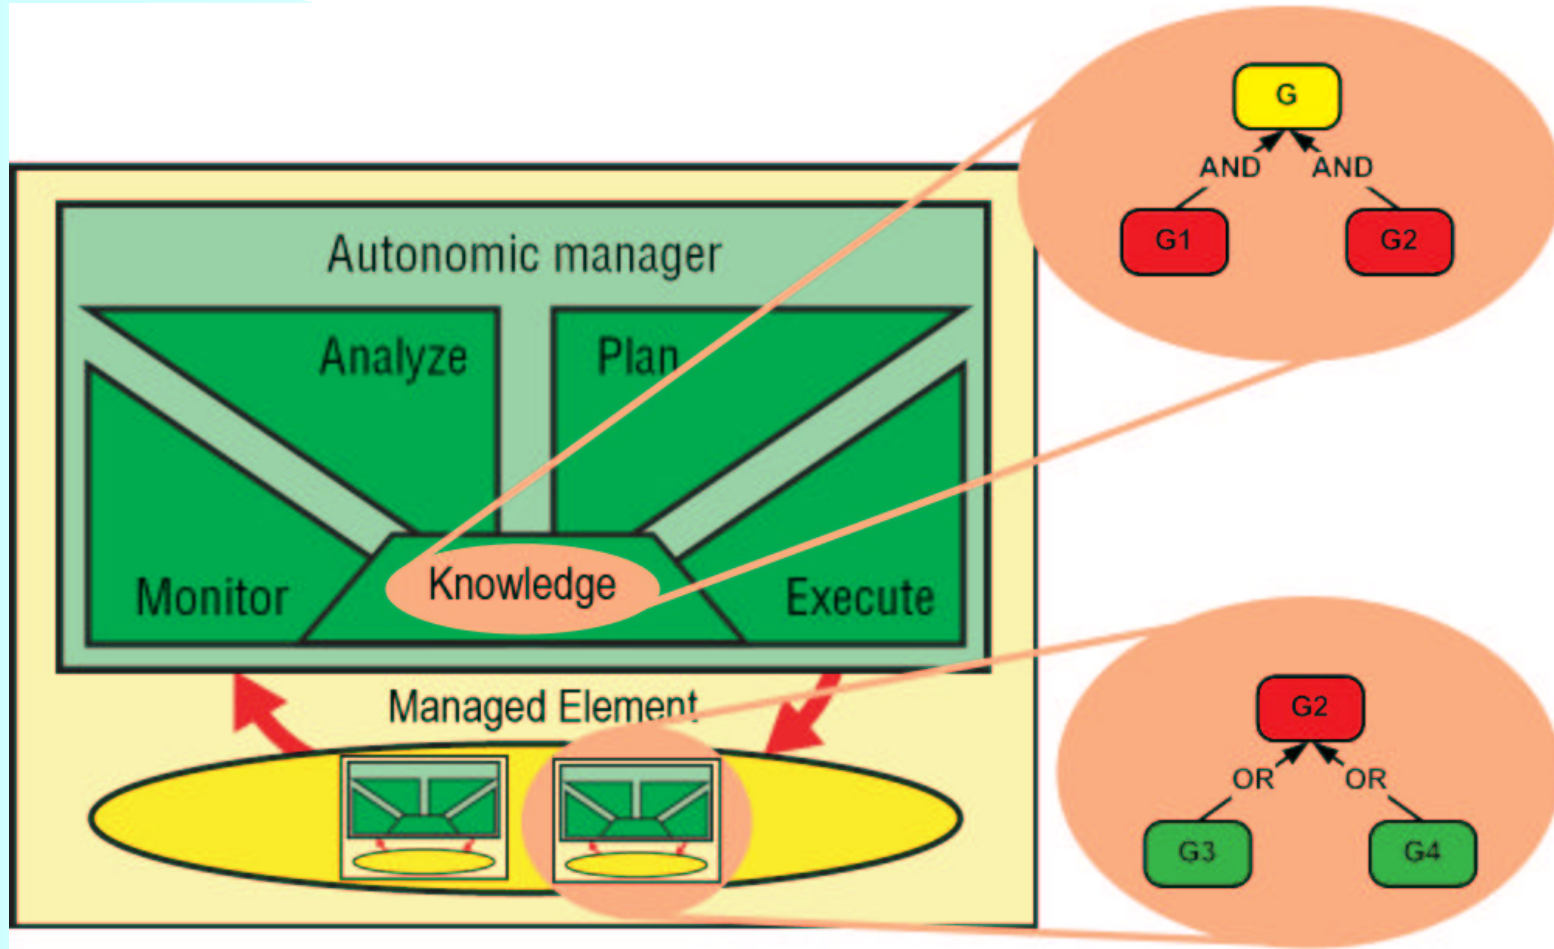 G
AND AND
G1 G2
Autonomic manager
Analyze Plan
Monitor Knowledge Execute
Managed Element
G2
OR OR
G3 G4